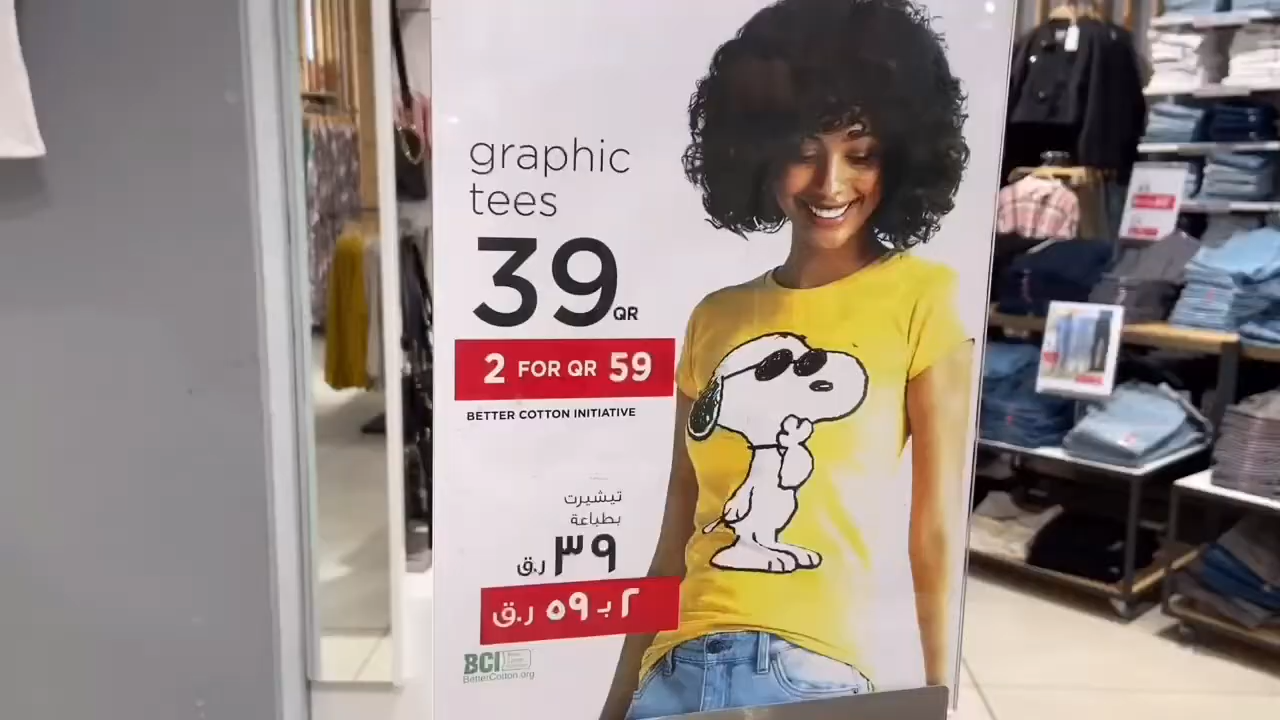 graphic
tees
39 QR
2 FOR QR 59
BETTER COTTON INITIATIVE
تيشيرت
بطباعة
٣٩ ر.ق
٢ بـ ٥٩ ر.ق
BCI
BetterCotton.org